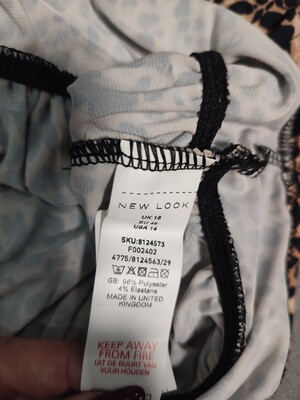 NEW LOOK
UK 18
EU 46
USA 14
SKU:8124573
F002402
4775/8124563/29
GB: 96% Polyester
4% Elastane
MADE IN UNITED
KINGDOM
KEEP AWAY
FROM FIRE
UIT DE BUURT VAN
VUUR HOUDEN